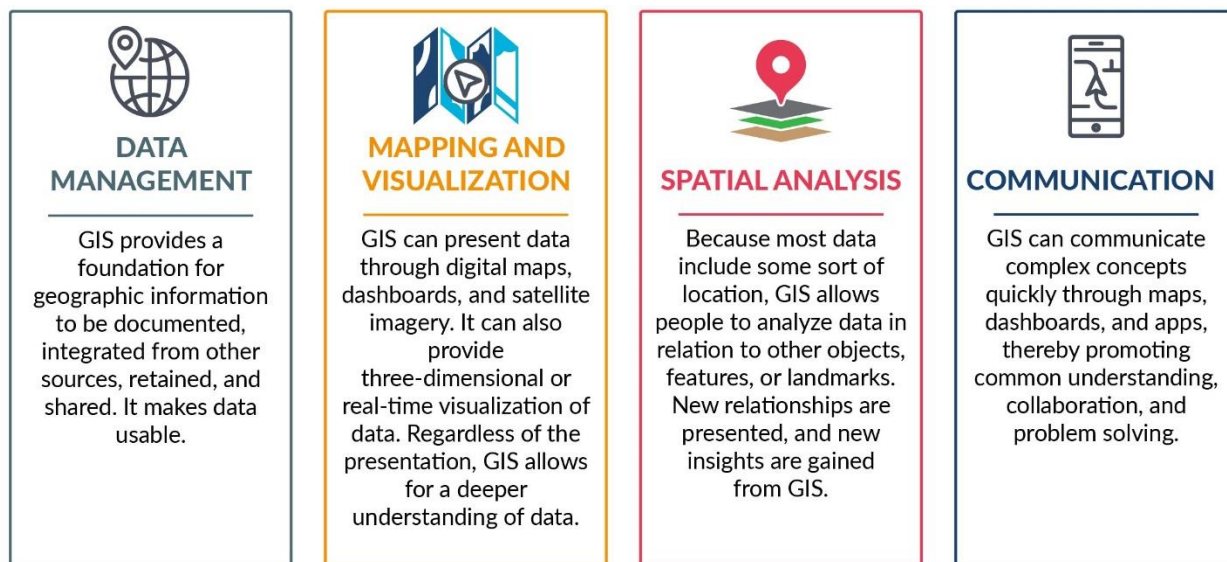 DATA
MANAGEMENT
GIS provides a
foundation for
geographic information
to be documented,
integrated from other
sources, retained, and
shared. It makes data
usable.
MAPPING AND
VISUALIZATION
GIS can present data
through digital maps,
dashboards, and satellite
imagery. It can also
provide
three-dimensional or
real-time visualization of
data. Regardless of the
presentation, GIS allows
for a deeper
understanding of data.
SPATIAL ANALYSIS
Because most data
include some sort of
location, GIS allows
people to analyze data in
relation to other objects,
features, or landmarks.
New relationships are
presented, and new
insights are gained
from GIS.
COMMUNICATION
GIS can communicate
complex concepts
quickly through maps,
dashboards, and apps,
thereby promoting
common understanding,
collaboration, and
problem solving.